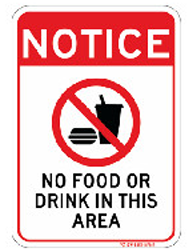 NOTICE
NO FOOD OR
DRINK IN THIS
AREA